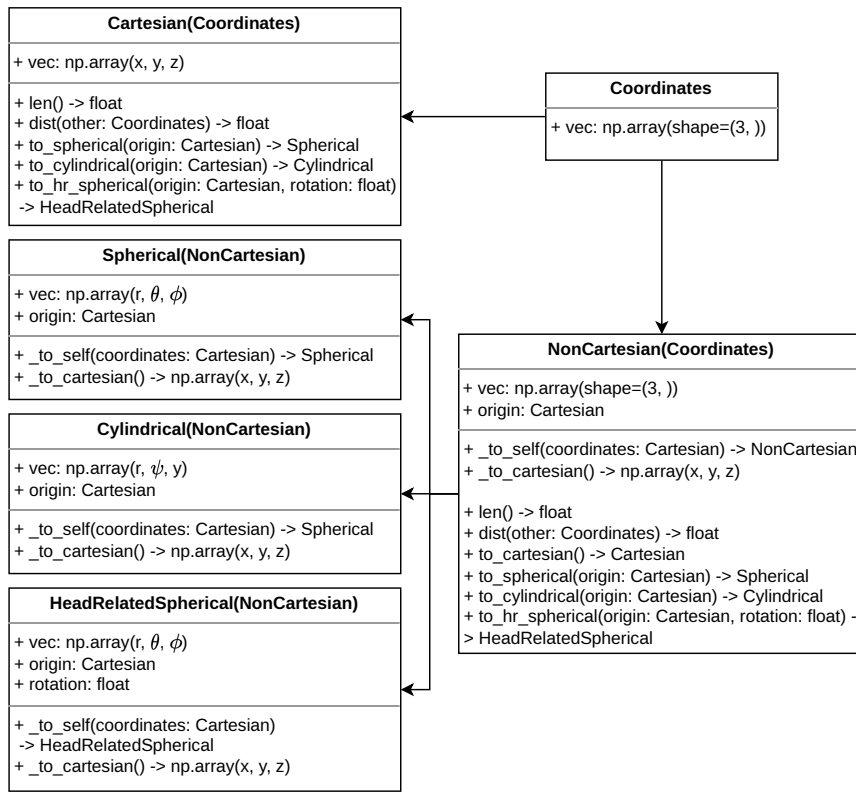 Cartesian(Coordinates)
+ vec: np.array(x, y, z)
+ len() -> float
+ dist(other: Coordinates) -> float
+ to_spherical(origin: Cartesian) -> Spherical
+ to_cylindrical(origin: Cartesian) -> Cylindrical
+ to_hr_spherical(origin: Cartesian, rotation: float)
-> HeadRelatedSpherical
Coordinates
+ vec: np.array(shape=(3, ))
Spherical(NonCartesian)
+ vec: np.array(r, θ, ϕ)
+ origin: Cartesian
+ _to_self(coordinates: Cartesian) -> Spherical
+ _to_cartesian() -> np.array(x, y, z)
Cylindrical(NonCartesian)
+ vec: np.array(r, ψ, y)
+ origin: Cartesian
+ _to_self(coordinates: Cartesian) -> Spherical
+ _to_cartesian() -> np.array(x, y, z)
HeadRelatedSpherical(NonCartesian)
+ vec: np.array(r, θ, ϕ)
+ origin: Cartesian
+ rotation: float
+ _to_self(coordinates: Cartesian)
-> HeadRelatedSpherical
+ _to_cartesian() -> np.array(x, y, z)
NonCartesian(Coordinates)
+ vec: np.array(shape=(3, ))
+ origin: Cartesian
+ _to_self(coordinates: Cartesian) -> NonCartesian
+ _to_cartesian() -> np.array(x, y, z)
+ len() -> float
+ dist(other: Coordinates) -> float
+ to_cartesian() -> Cartesian
+ to_spherical(origin: Cartesian) -> Spherical
+ to_cylindrical(origin: Cartesian) -> Cylindrical
+ to_hr_spherical(origin: Cartesian, rotation: float) -
> HeadRelatedSpherical